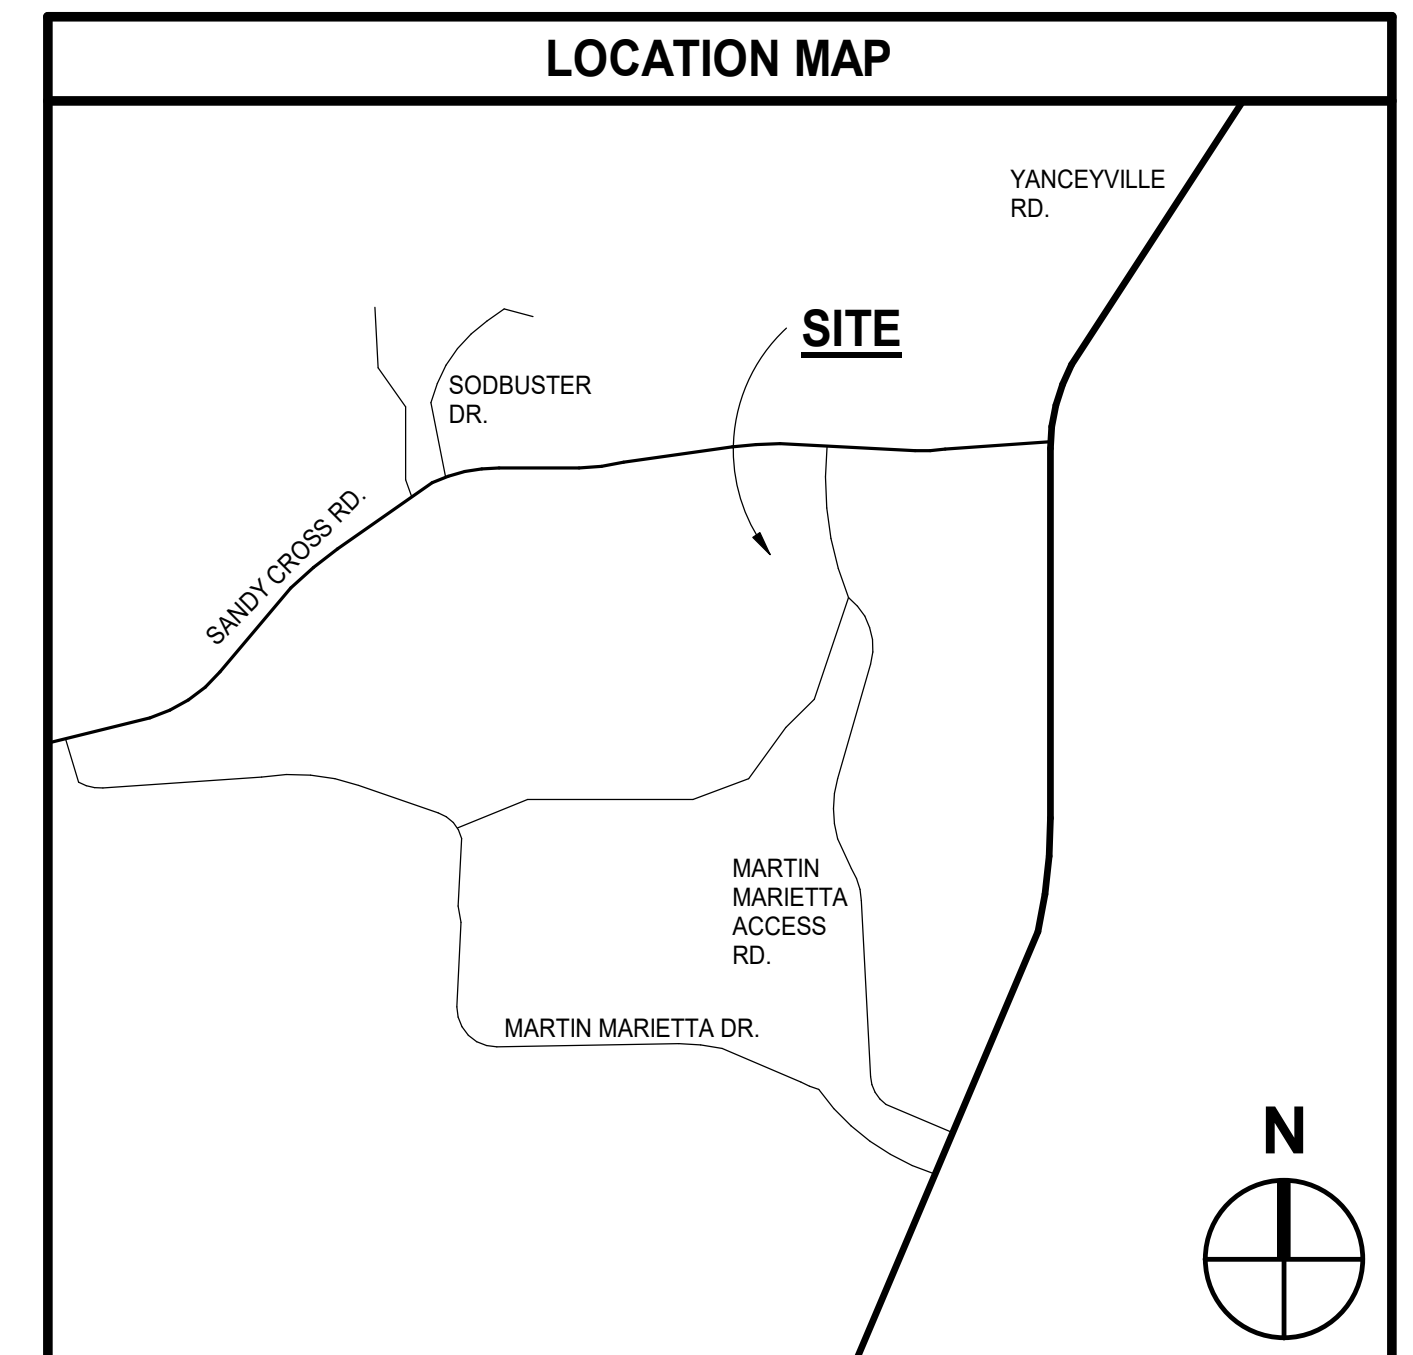 LOCATION MAP
YANCEYVILLE
RD.
SITE
SODBUSTER
DR.
SANDY CROSS RD.
MARTIN
MARIETTA
ACCESS
RD.
MARTIN MARIETTA DR.
N